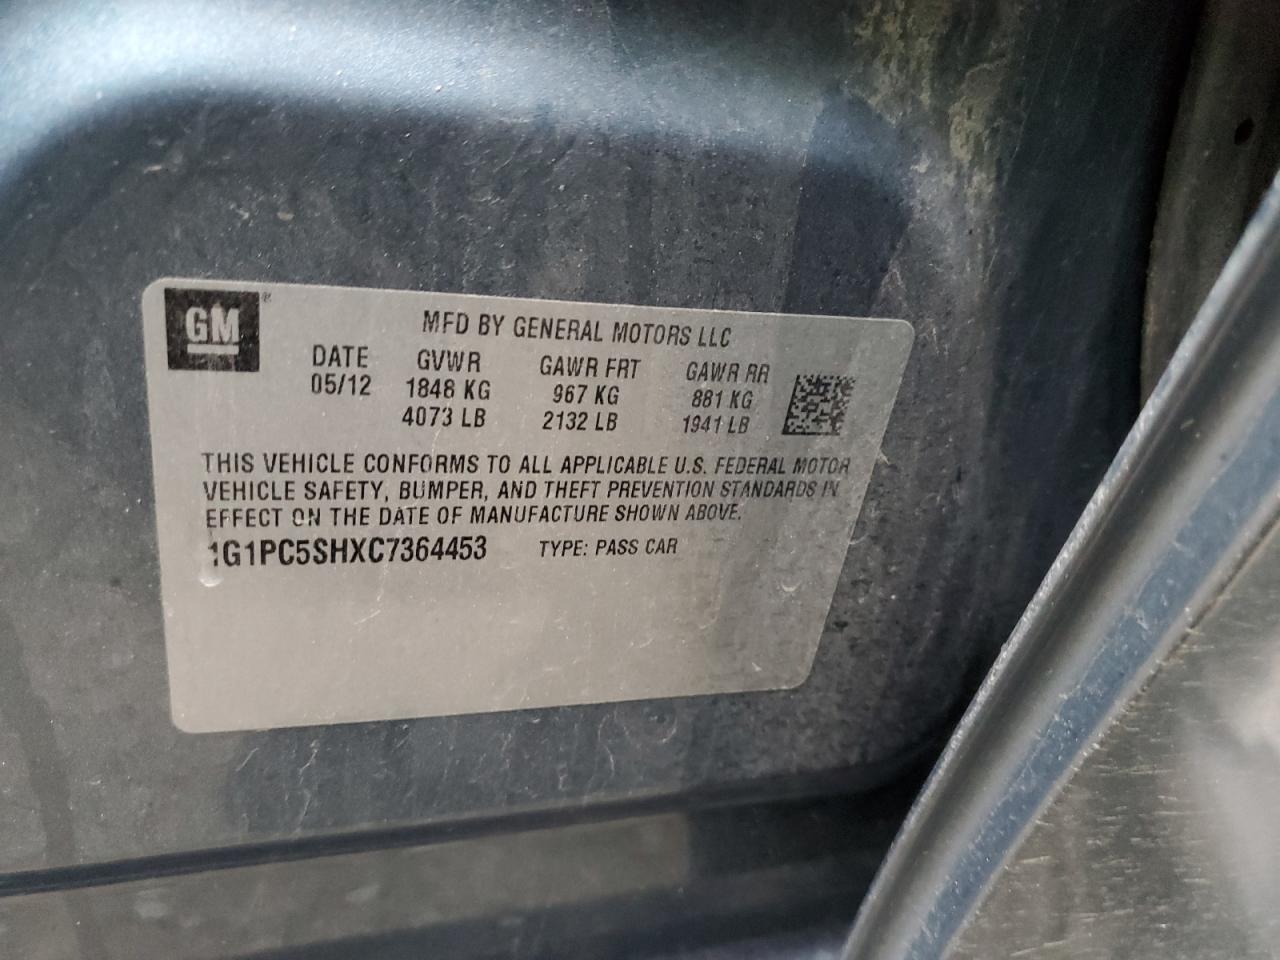 GM®
MFD BY GENERAL MOTORS LLC
DATE GVWR GAWR FRT GAWR RR
05/12 1848 KG 967 KG 881 KG
4073 LB 2132 LB 1941 LB
THIS VEHICLE CONFORMS TO ALL APPLICABLE U.S. FEDERAL MOTOR
VEHICLE SAFETY, BUMPER, AND THEFT PREVENTION STANDARDS IN
EFFECT ON THE DATE OF MANUFACTURE SHOWN ABOVE.
1G1PC5SHXC7364453 TYPE: PASS CAR